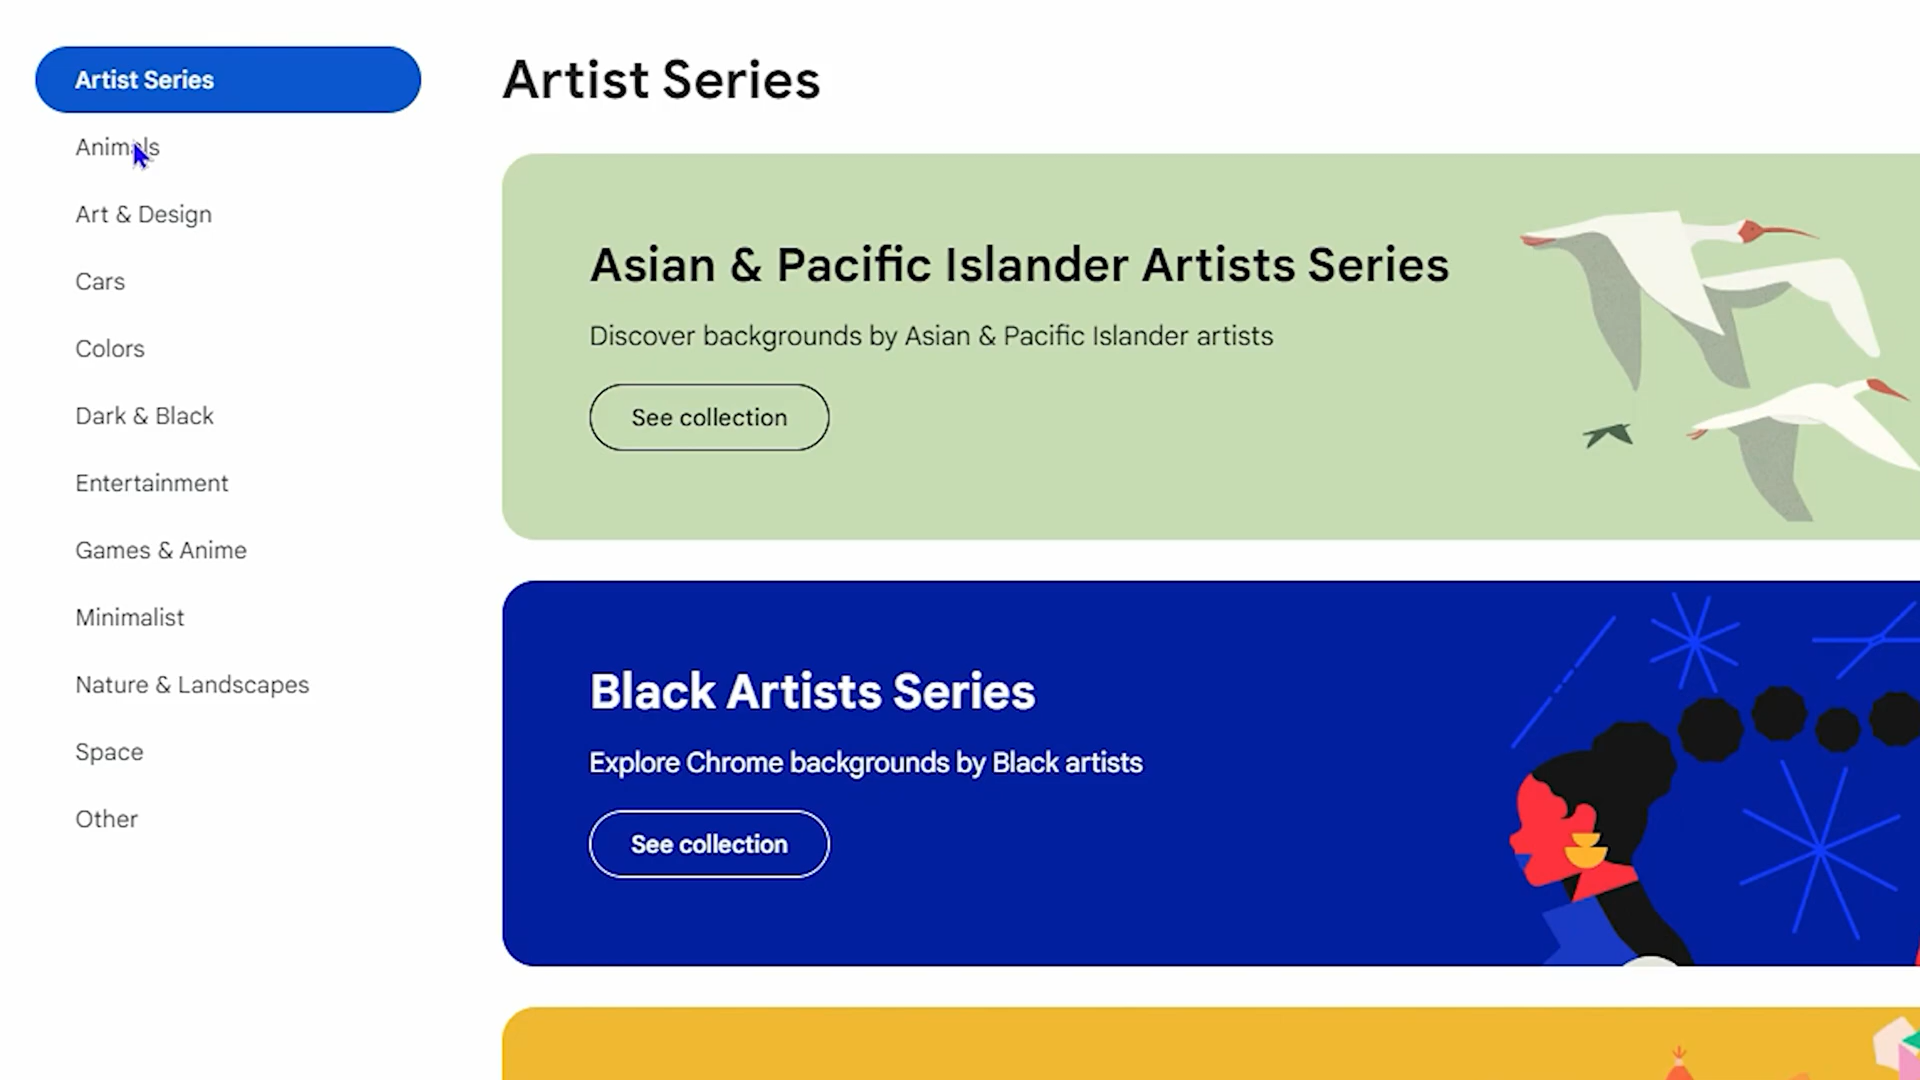 Artist Series
Animals
Art & Design
Cars
Colors
Dark & Black
Entertainment
Games & Anime
Minimalist
Nature & Landscapes
Space
Other
Artist Series
Asian & Pacific Islander Artists Series
Discover backgrounds by Asian & Pacific Islander artists
See collection
Black Artists Series
Explore Chrome backgrounds by Black artists
See collection